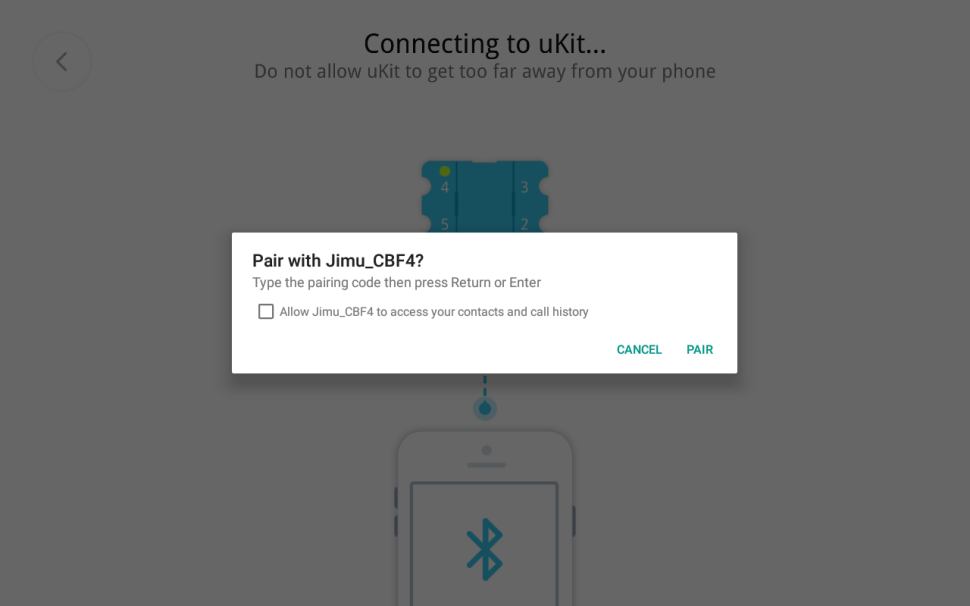 Connecting to uKit...
Do not allow uKit to get too far away from your phone
4
3
5
2
Pair with Jimu_CBF4?
Type the pairing code then press Return or Enter
Allow Jimu_CBF4 to access your contacts and call history
CANCEL PAIR